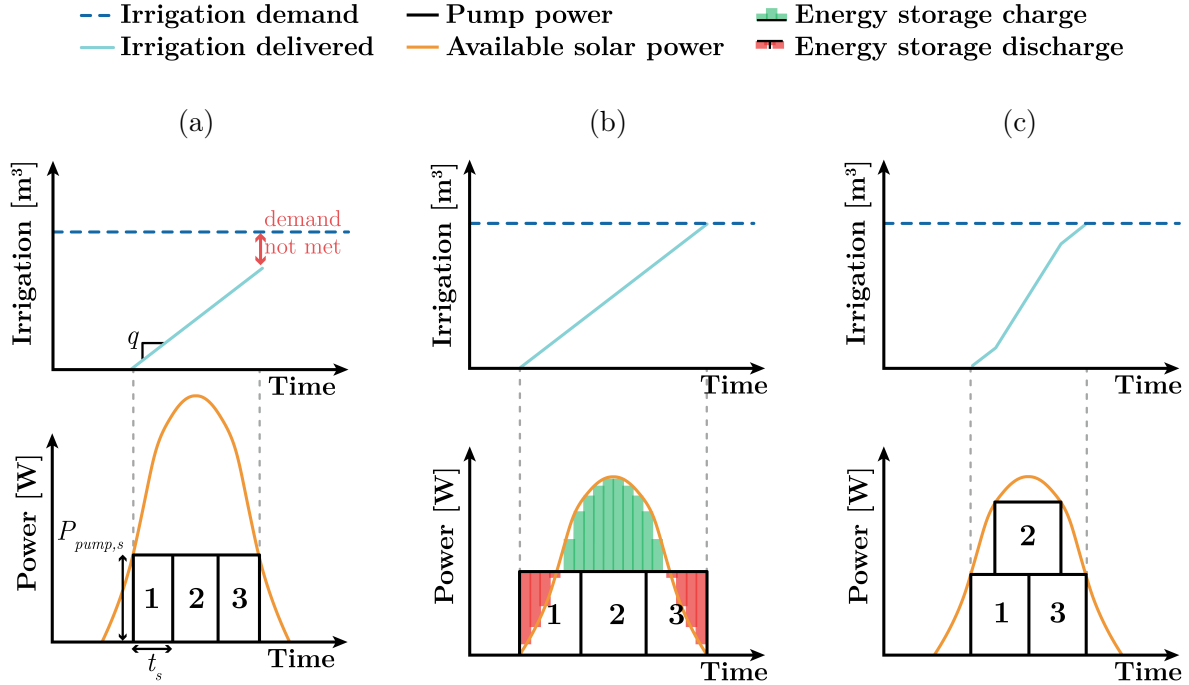 Irrigation demand
Irrigation delivered
Pump power
Available solar power
Energy storage charge
Energy storage discharge
(a)
Irrigation [m³]
demand
not met
q
Time
Power [W]
P_pump,s
1 2 3
t_s
Time
(b)
Irrigation [m³]
Time
Power [W]
1 2 3
Time
(c)
Irrigation [m³]
Time
Power [W]
2
1 3
Time